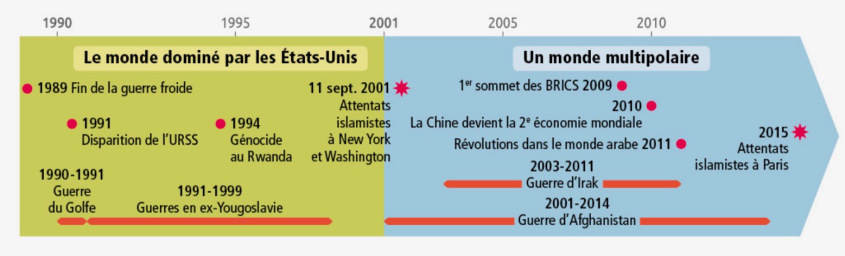 1990 1995 2001 2005 2010
Le monde dominé par les États-Unis
Un monde multipolaire
1989 Fin de la guerre froide
1991
Disparition de l'URSS
1994
Génocide
au Rwanda
11 sept. 2001
Attentats
islamistes
à New York
et Washington
1990-1991
Guerre
du Golfe
1991-1999
Guerres en ex-Yougoslavie
1er sommet des BRICS 2009
2010
La Chine devient la 2e économie mondiale
Révolutions dans le monde arabe 2011
2015
Attentats
islamistes à Paris
2003-2011
Guerre d'Irak
2001-2014
Guerre d'Afghanistan